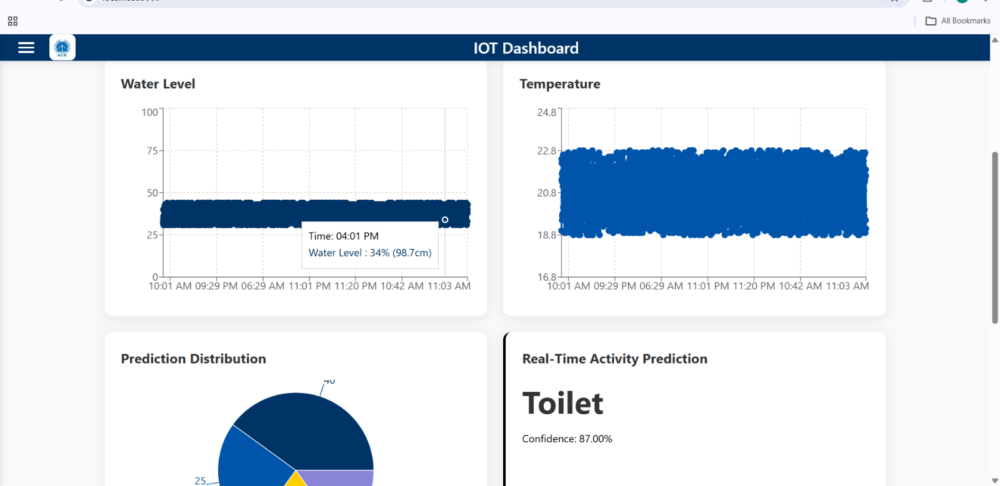 All Bookmarks
ACE
IOT Dashboard
Water Level
100
75
50
25
0
10:01 AM 09:29 PM 06:29 AM 11:01 PM 11:20 PM 10:42 AM 11:03 AM
Time: 04:01 PM
Water Level : 34% (98.7cm)
Temperature
24.8
22.8
20.8
18.8
16.8
10:01 AM 09:29 PM 06:29 AM 11:01 PM 11:20 PM 10:42 AM 11:03 AM
Prediction Distribution
40
25
Real-Time Activity Prediction
Toilet
Confidence: 87.00%